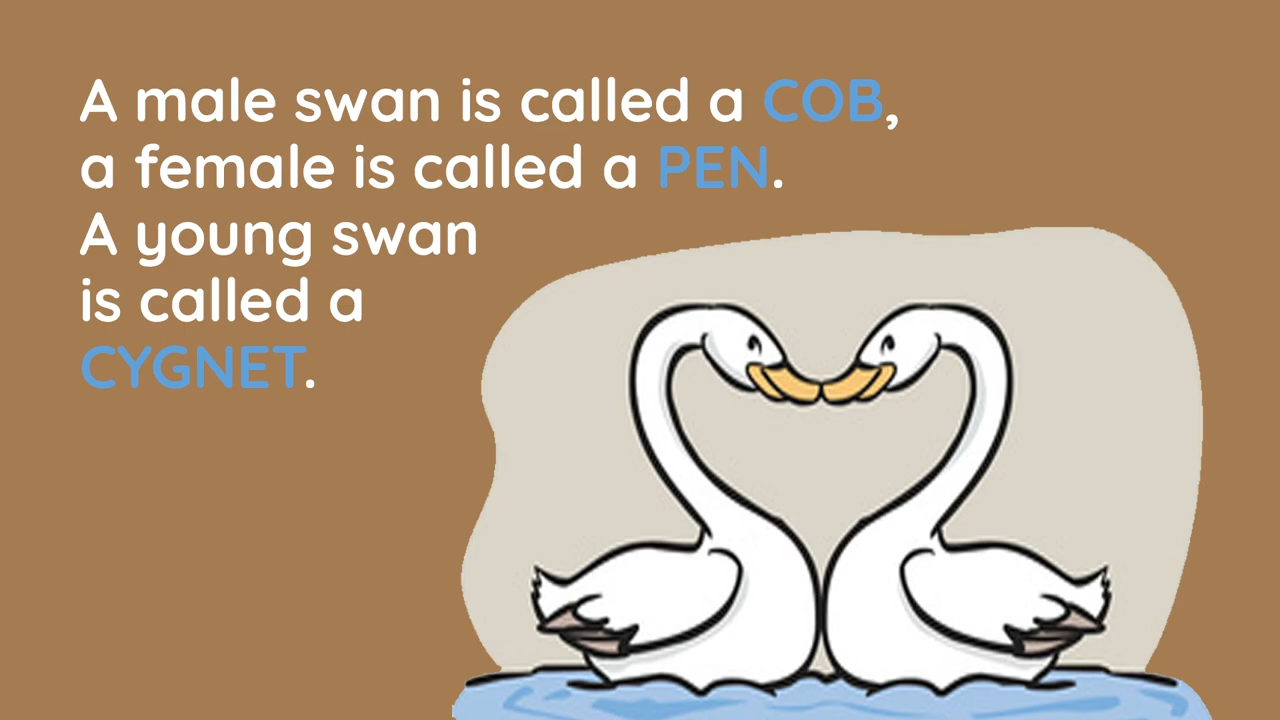 A male swan is called a COB,
a female is called a PEN.
A young swan
is called a
CYGNET.